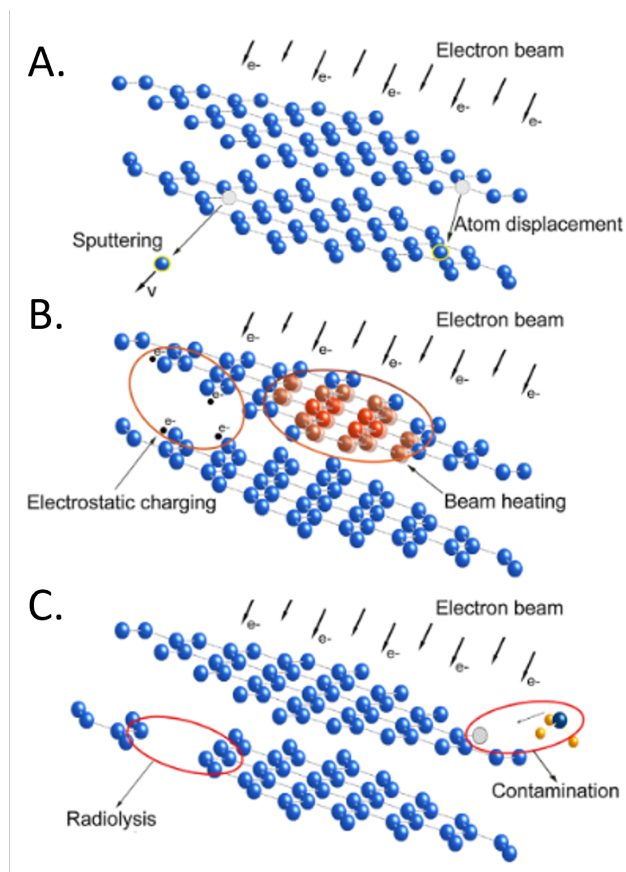 A.
Electron beam
e-
e-
e-
e-
Sputtering
Atom displacement
v
B.
Electron beam
e-
e-
e-
e-
e-
e-
e-
e-
Electrostatic charging
Beam heating
C.
Electron beam
e-
e-
e-
e-
Radiolysis
Contamination